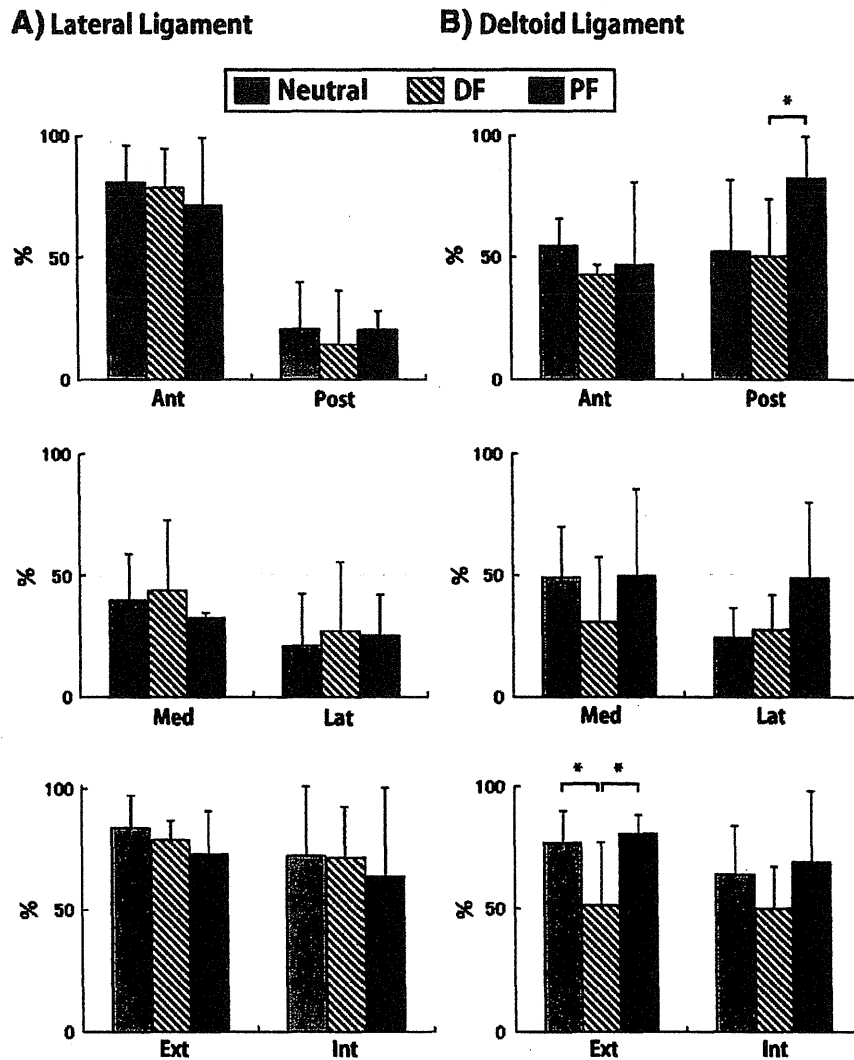 A) Lateral Ligament
B) Deltoid Ligament
Neutral DF PF
100
%
50
0
Ant Post
*
100
%
50
0
Ant Post
100
%
50
0
Med Lat
100
%
50
0
Med Lat
100
%
50
0
Ext Int
* *
100
%
50
0
Ext Int